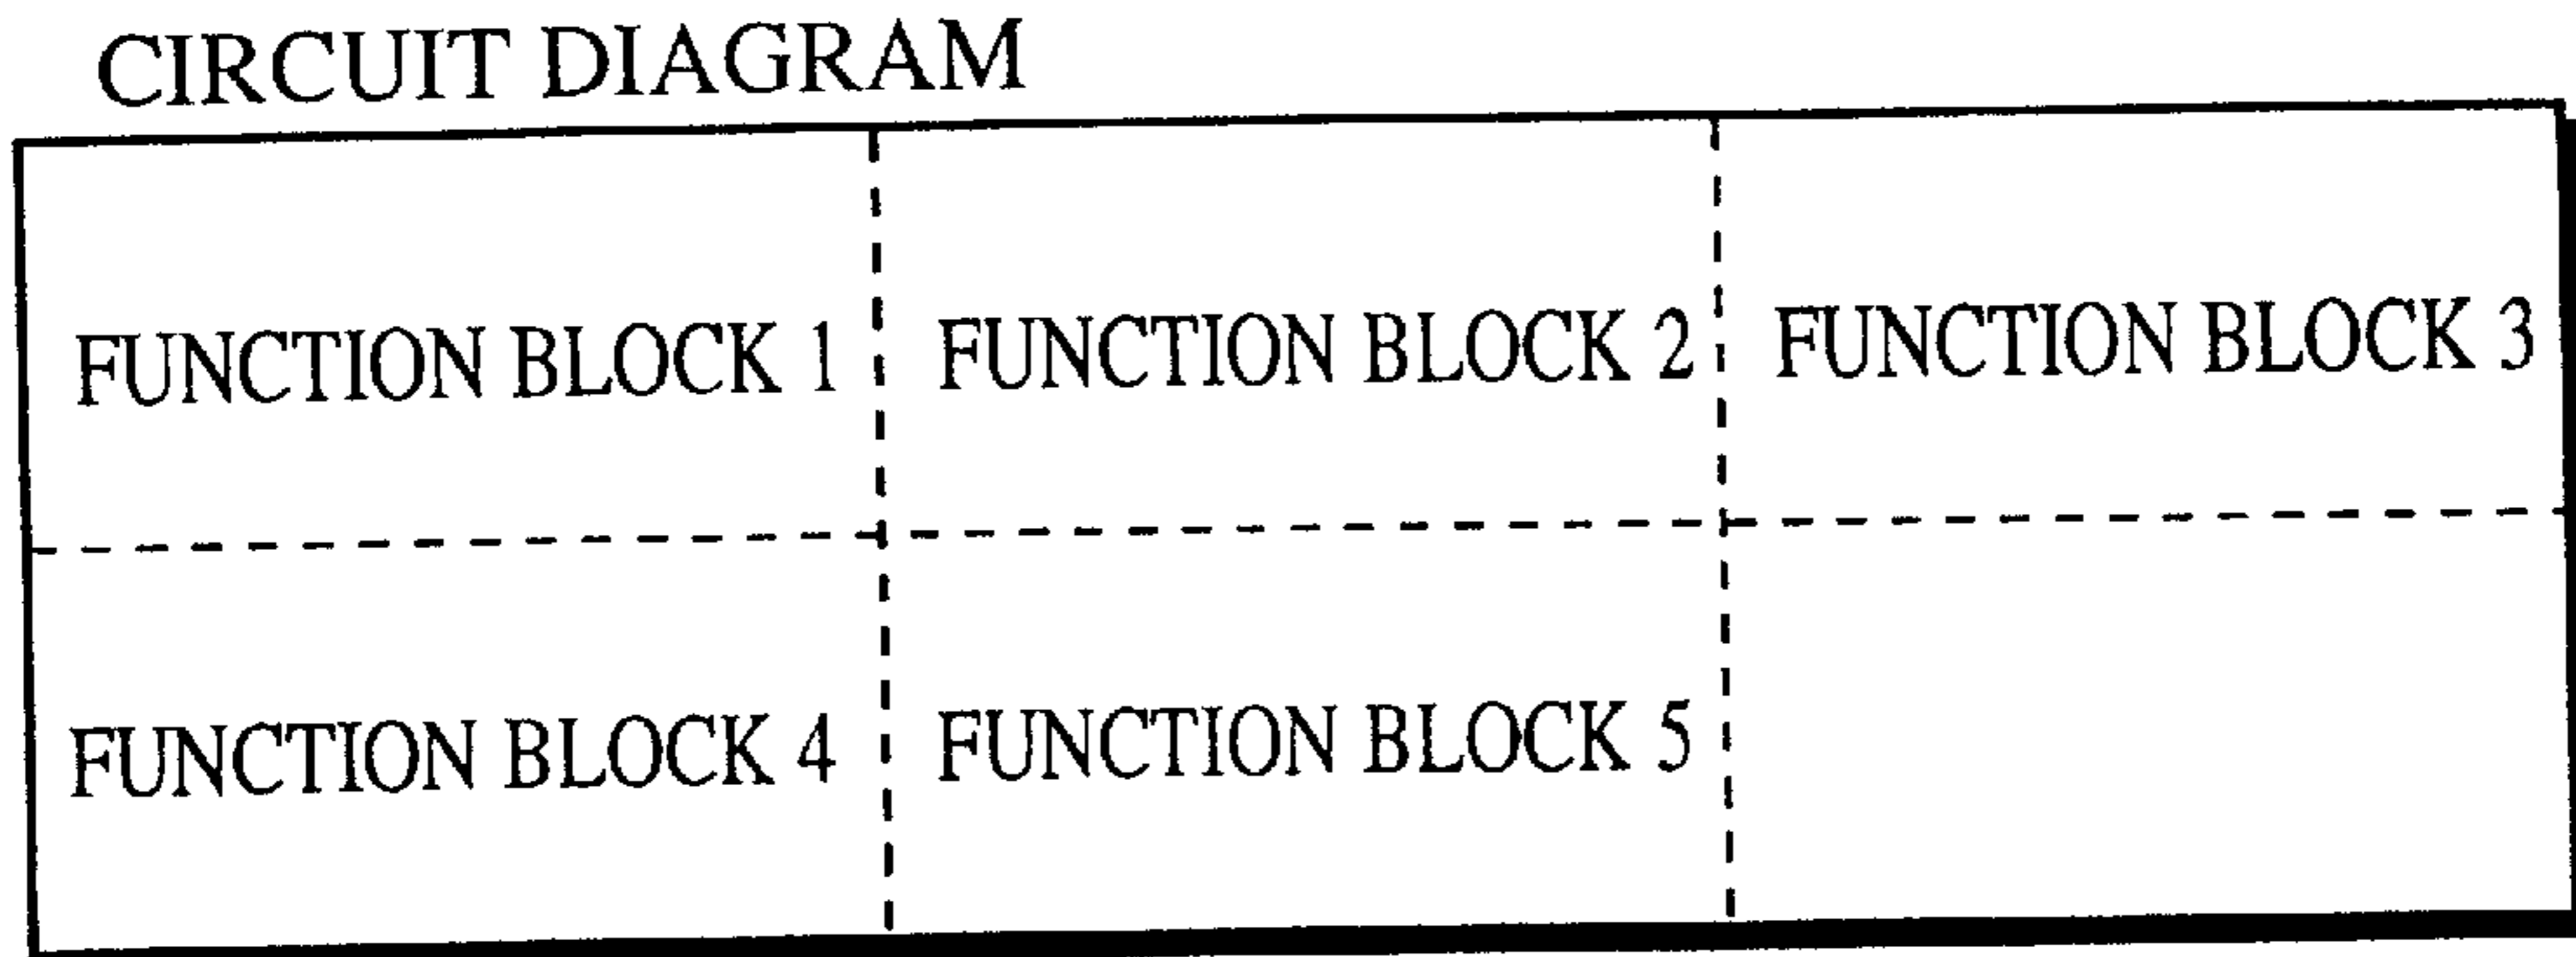 CIRCUIT DIAGRAM
FUNCTION BLOCK 1
FUNCTION BLOCK 2
FUNCTION BLOCK 3
FUNCTION BLOCK 4
FUNCTION BLOCK 5